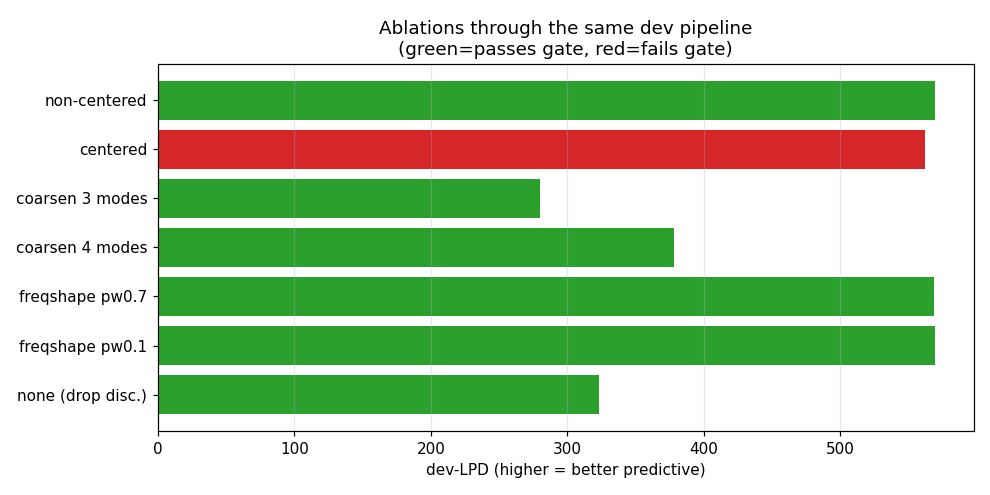 Ablations through the same dev pipeline
(green=passes gate, red=fails gate)
non-centered
centered
coarsen 3 modes
coarsen 4 modes
freqshape pw0.7
freqshape pw0.1
none (drop disc.)
0 100 200 300 400 500
dev-LPD (higher = better predictive)